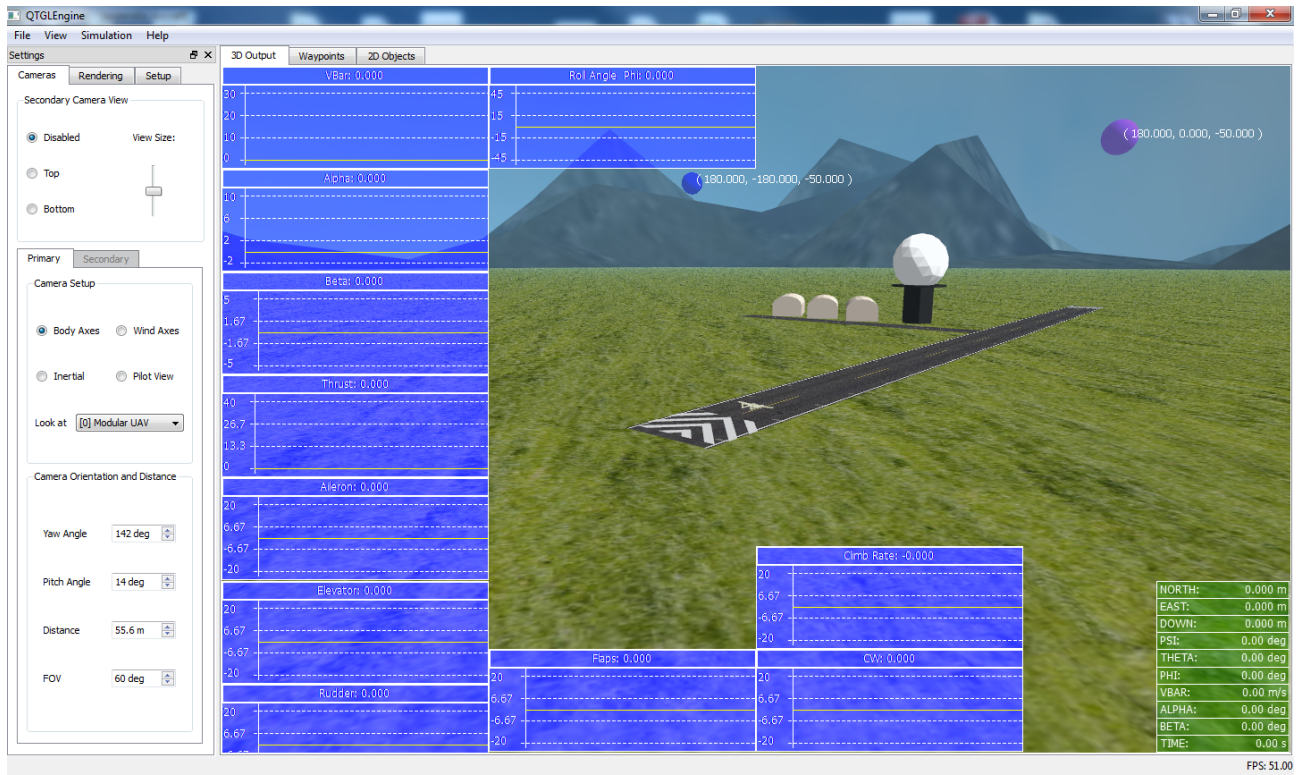 QTGLEngine
File View Simulation Help
Settings
Cameras Rendering Setup
Secondary Camera View
Disabled View Size:
Top
Bottom
Primary Secondary
Camera Setup
Body Axes Wind Axes
Inertial Pilot View
Look at [0] Modular UAV
Camera Orientation and Distance
Yaw Angle 142 deg
Pitch Angle 14 deg
Distance 55.6 m
FOV 60 deg
3D Output Waypoints 2D Objects
VBar: 0.000
30
20
10
0
Alpha: 0.000
10
6
2
-2
Beta: 0.000
5
1.67
-1.67
-5
Thrust: 0.000
40
26.7
13.3
0
Aileron: 0.000
20
6.67
-6.67
-20
Elevator: 0.000
20
6.67
-6.67
-20
Rudder: 0.000
20
6.67
Roll Angle Phi: 0.000
45
15
-15
-45
( 180.000, -180.000, -50.000 )
( 180.000, 0.000, -50.000 )
Flaps: 0.000
20
6.67
-6.67
-20
Climb Rate: -0.000
20
6.67
-6.67
-20
CW: 0.000
20
6.67
-6.67
-20
NORTH: 0.000 m
EAST: 0.000 m
DOWN: 0.000 m
PSI: 0.00 deg
THETA: 0.00 deg
PHI: 0.00 deg
VBAR: 0.00 m/s
ALPHA: 0.00 deg
BETA: 0.00 deg
TIME: 0.00 s
FPS: 51.00